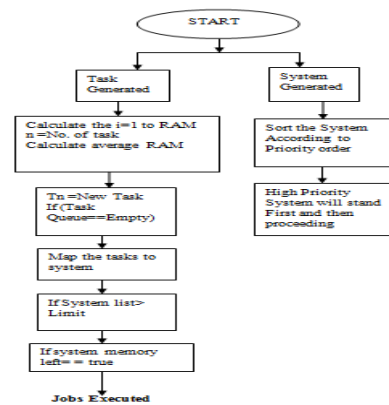 START
Task
Generated
System
Generated
Calculate the i=1 to RAM
n =No. of task
Calculate average RAM
Sort the System
According to
Priority order
Tn =New Task
If (Task
Queue==Empty)
High Priority
System will stand
First and then
proceeding
Map the tasks to
system
If System list>
Limit
If system memory
left= = true
Jobs Executed